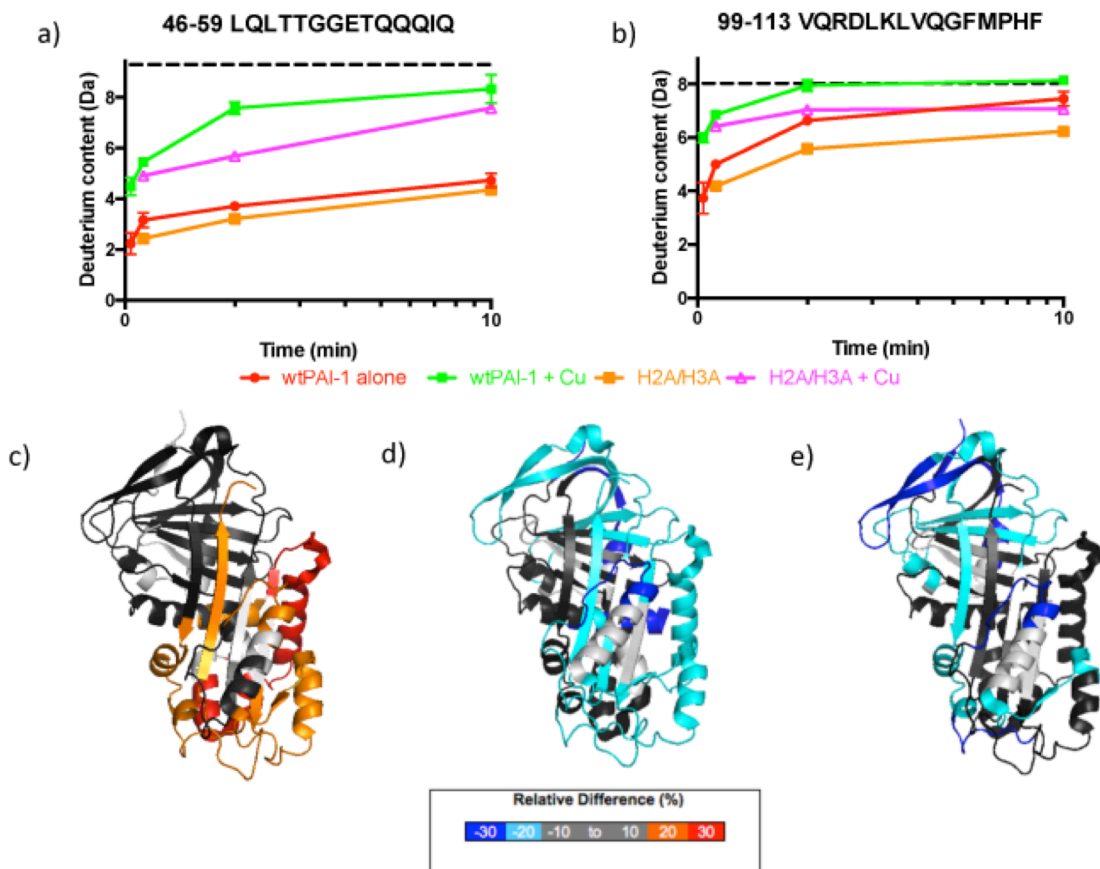 a)
46-59 LQLTTGGETQQQIQ
Deuterium content (Da)
8
6
4
2
0
0
10
Time (min)
b)
99-113 VQRDLKLVQGFMPHF
Deuterium content (Da)
8
6
4
2
0
0
10
Time (min)
wtPAI-1 alone wtPAI-1 + Cu H2A/H3A H2A/H3A + Cu
c)
d)
e)
Relative Difference (%)
-30 -20 -10 to 10 20 30